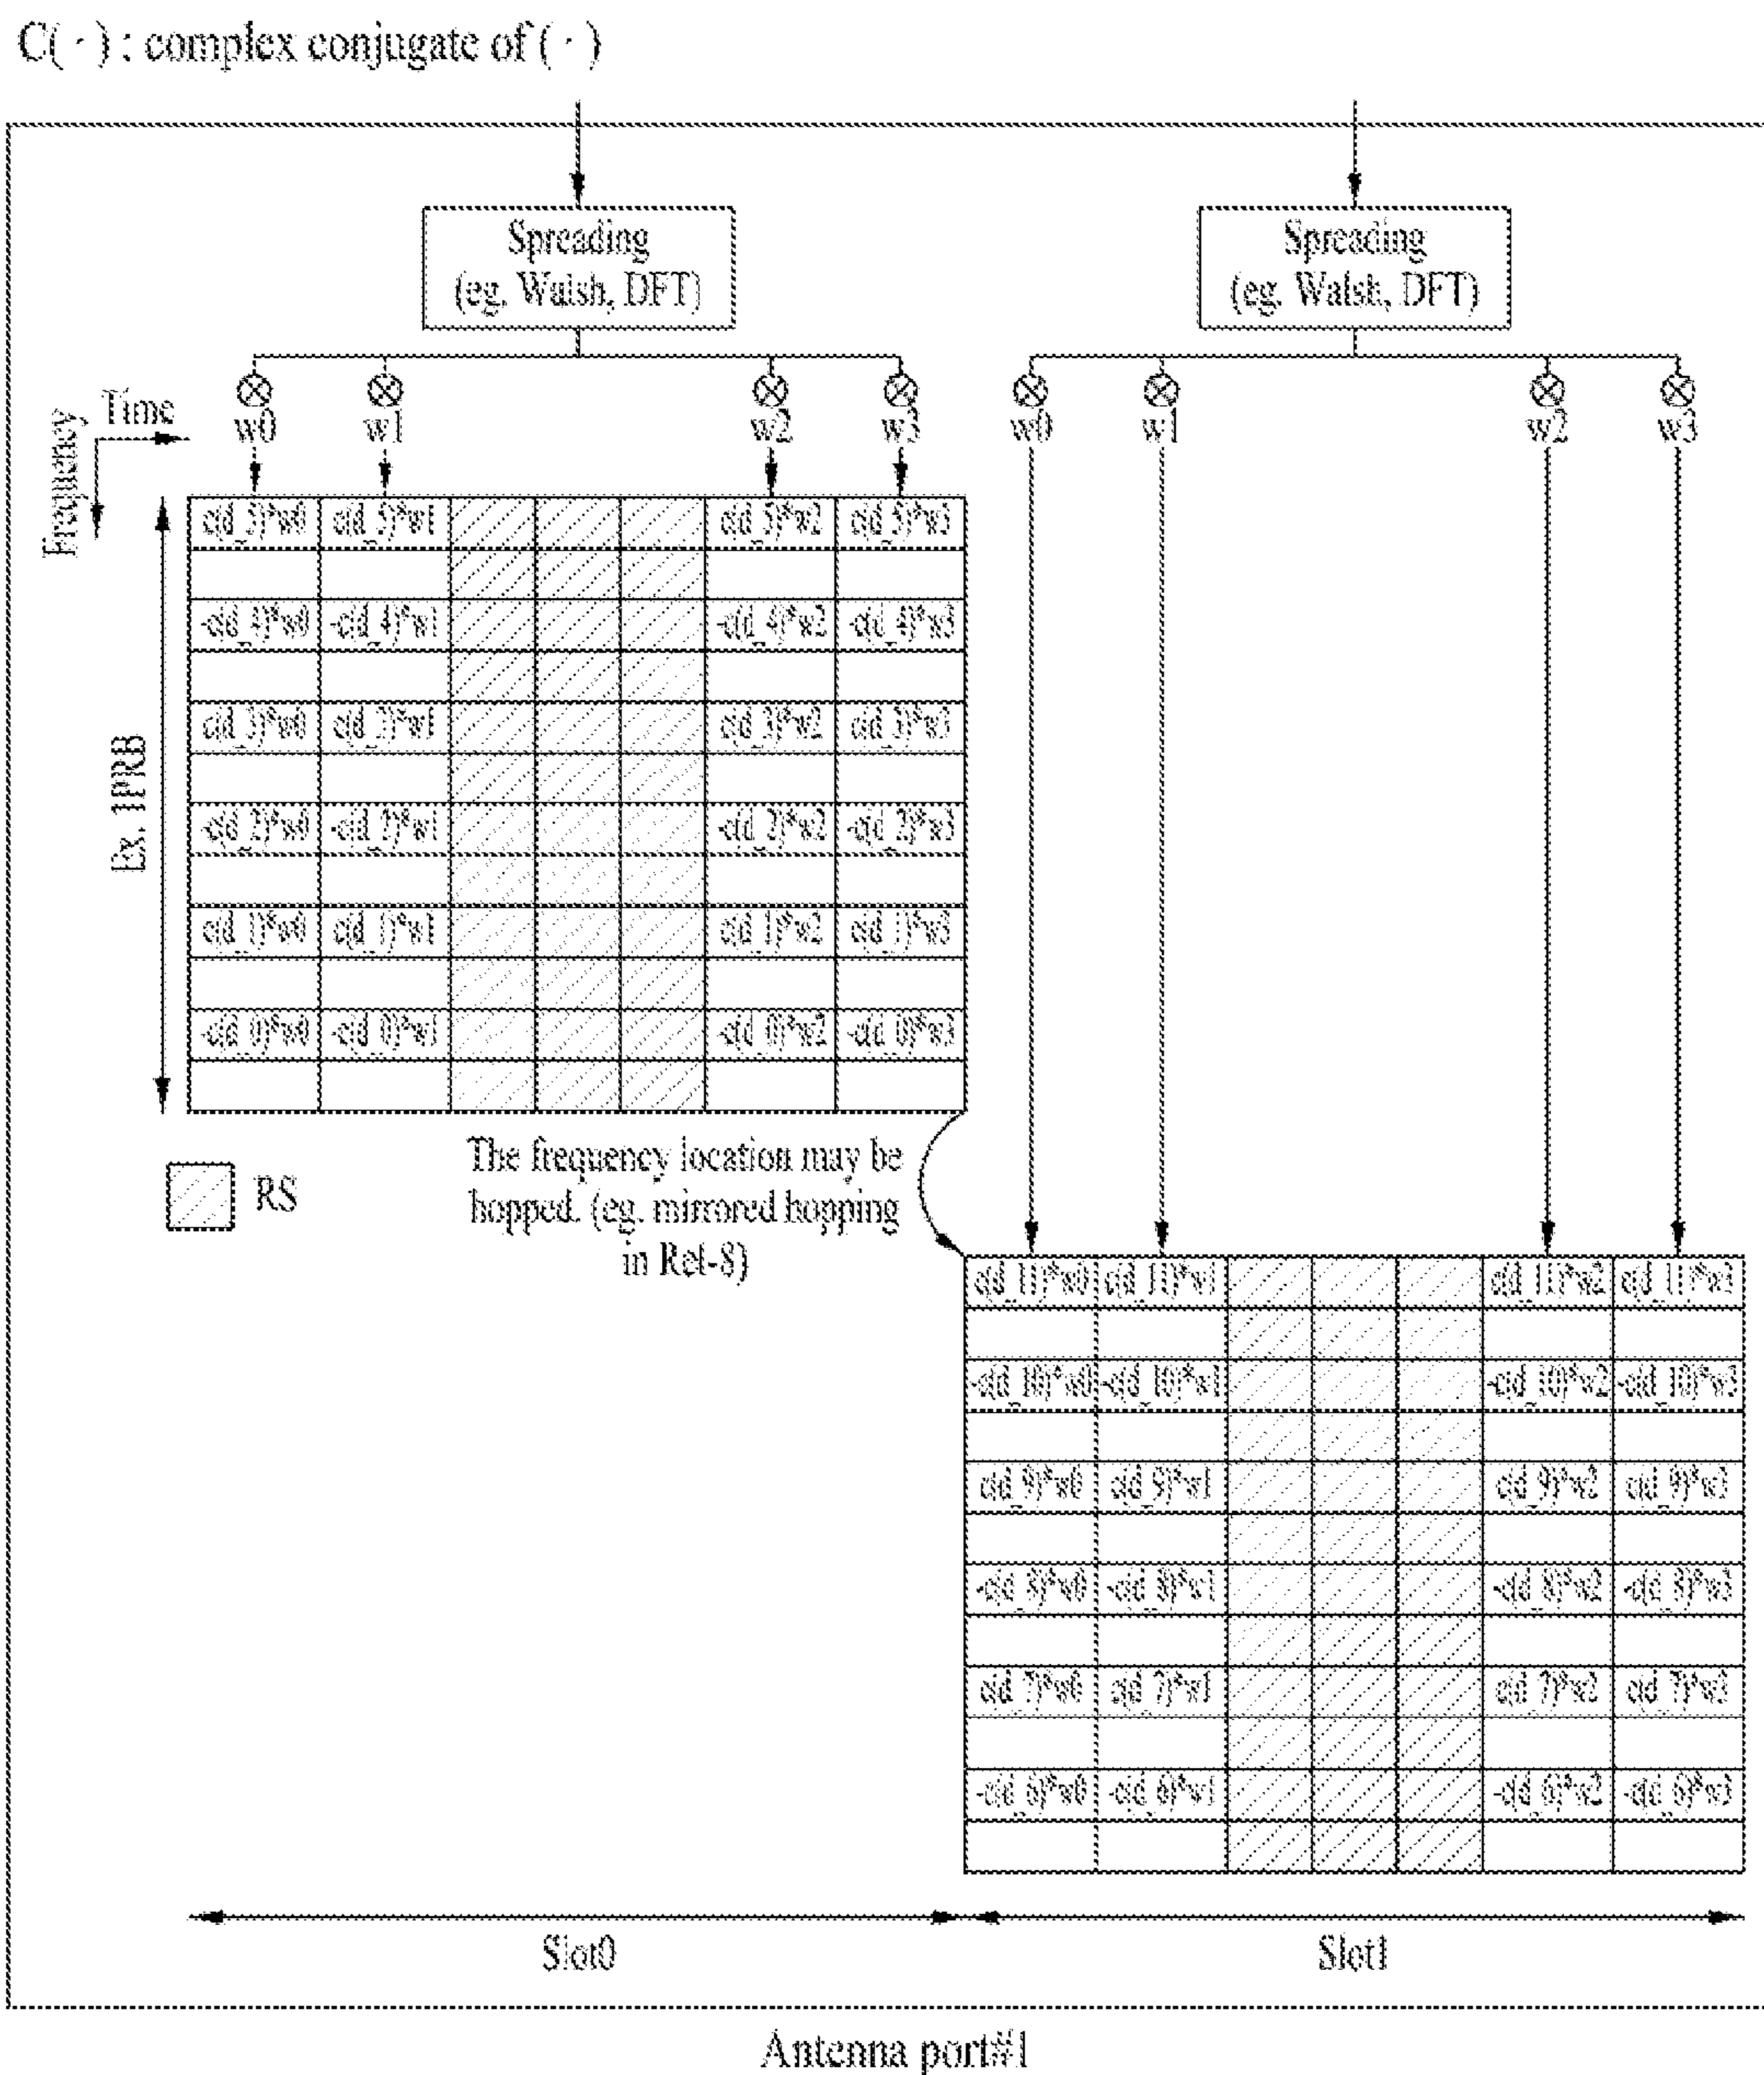 C( · ) : complex conjugate of ( · )
Spreading
(eg. Walsh, DFT)
Spreading
(eg. Walsh, DFT)
Time
Frequency
w0 w1 w2 w3 w0 w1 w2 w3
c(d_5)*w0 c(d_5)*w1 c(d_5)*w2 c(d_5)*w3
-c(d_4)*w0 -c(d_4)*w1 -c(d_4)*w2 -c(d_4)*w3
c(d_3)*w0 c(d_3)*w1 c(d_3)*w2 c(d_3)*w3
-c(d_2)*w0 -c(d_2)*w1 -c(d_2)*w2 -c(d_2)*w3
c(d_1)*w0 c(d_1)*w1 c(d_1)*w2 c(d_1)*w3
-c(d_0)*w0 -c(d_0)*w1 -c(d_0)*w2 -c(d_0)*w3
Ex. 1PRB
RS
The frequency location may be
hopped. (eg. mirrored hopping
in Rel-8)
c(d_11)*w0 c(d_11)*w1 c(d_11)*w2 c(d_11)*w3
-c(d_10)*w0 -c(d_10)*w1 -c(d_10)*w2 -c(d_10)*w3
c(d_9)*w0 c(d_9)*w1 c(d_9)*w2 c(d_9)*w3
-c(d_8)*w0 -c(d_8)*w1 -c(d_8)*w2 -c(d_8)*w3
c(d_7)*w0 c(d_7)*w1 c(d_7)*w2 c(d_7)*w3
-c(d_6)*w0 -c(d_6)*w1 -c(d_6)*w2 -c(d_6)*w3
Slot0 Slot1
Antenna port#1